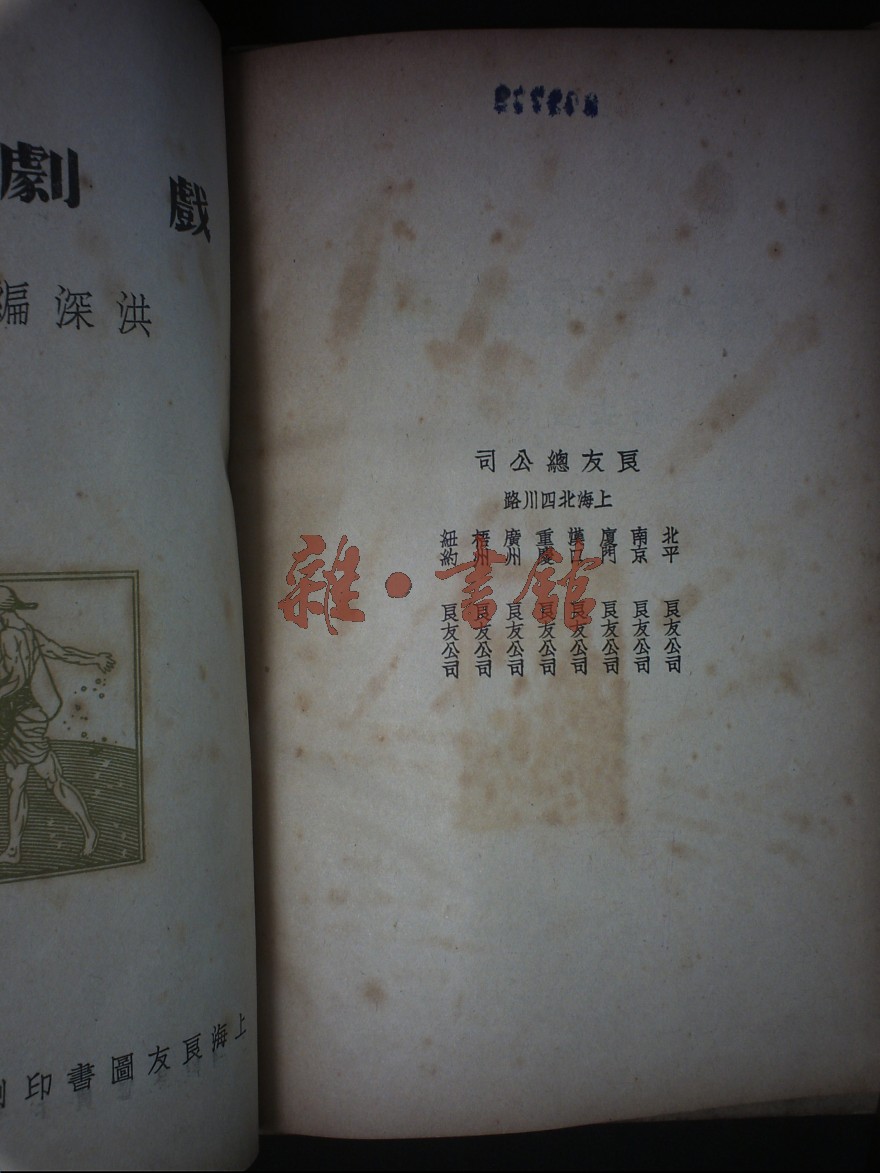 良友總公司
上海北四川路
北平 良友公司
南京 良友公司
廈門 良友公司
漢口 良友公司
重慶 良友公司
廣州 良友公司
梧州 良友公司
紐約 良友公司
戲劇
洪深編
上海良友圖書印
雜·書館